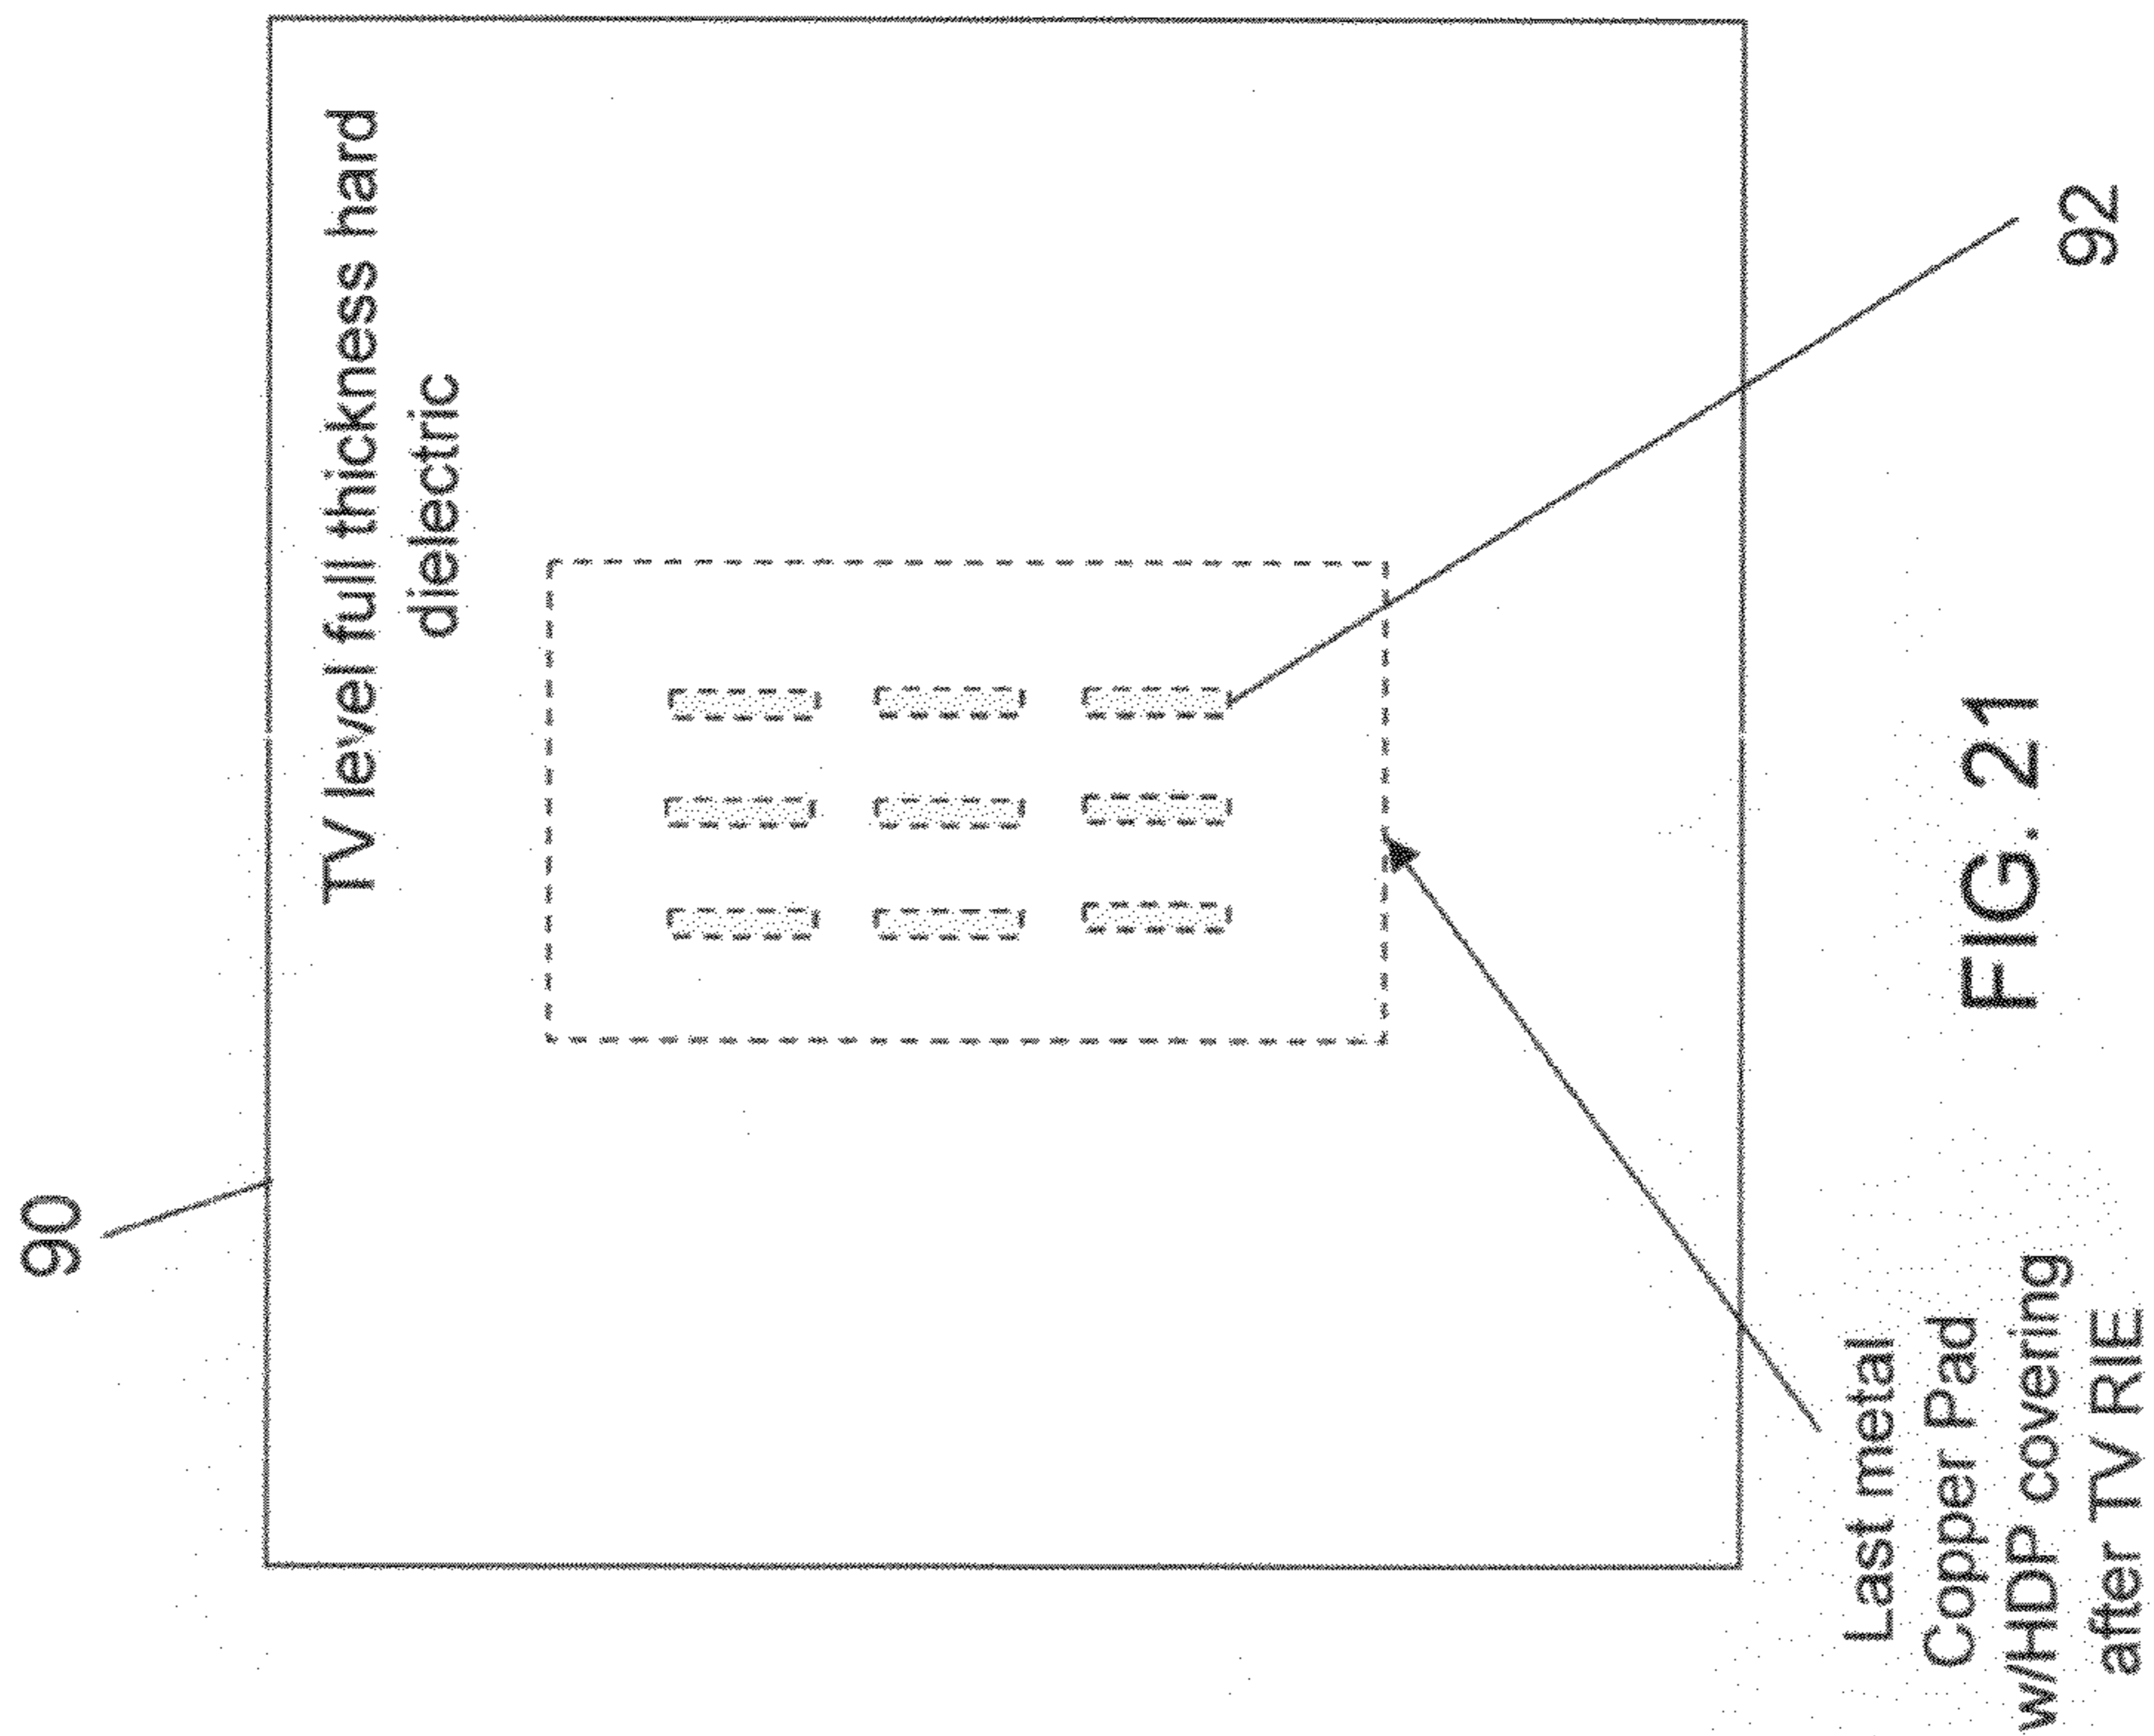 90
TV level full thickness hard
dielectric
Last metal
Copper Pad
w/HDP covering
after TV RIE
FIG. 21
92